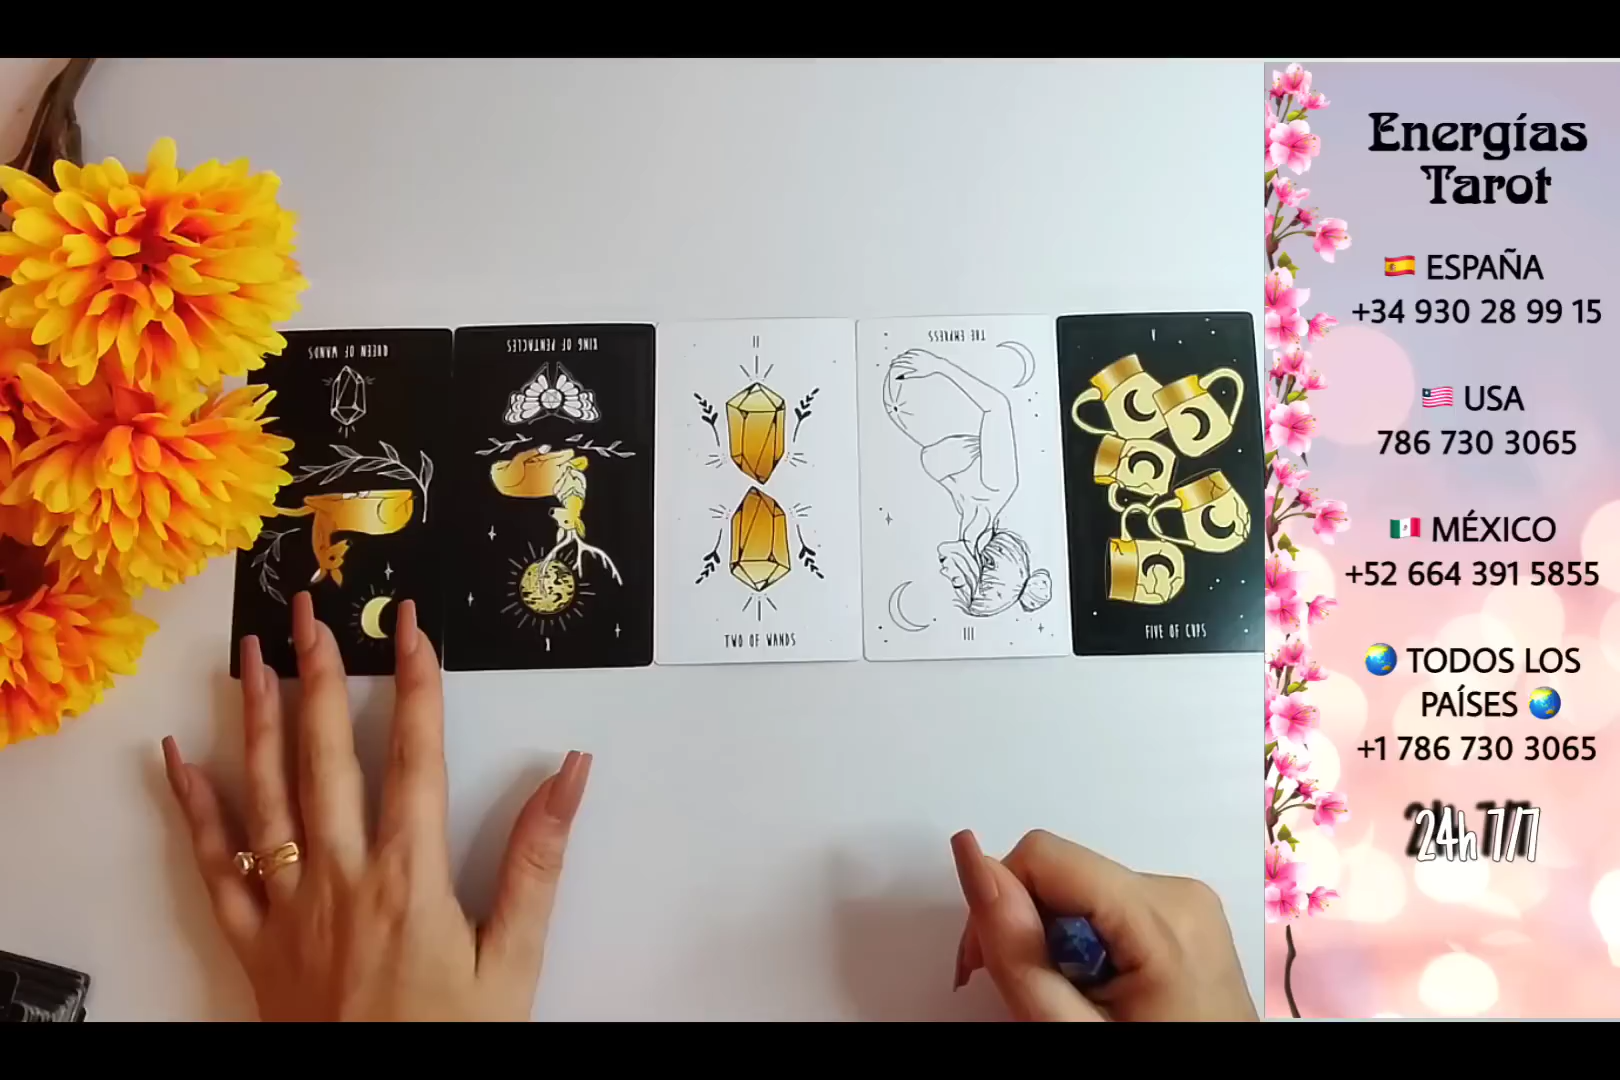 QUEEN OF WANDS
KING OF PENTACLES
X
II
TWO OF WANDS
THE EMPRESS
III
V
FIVE OF CUPS
Energías
Tarot
ESPAÑA
+34 930 28 99 15
USA
786 730 3065
MÉXICO
+52 664 391 5855
TODOS LOS
PAÍSES
+1 786 730 3065
24h 7/7